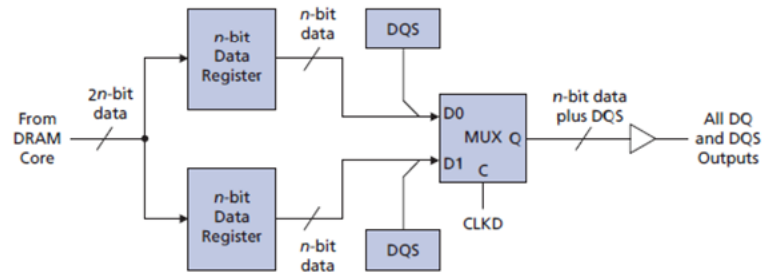 n-bit
Data
Register
n-bit
data
DQS
2n-bit
data
From
DRAM
Core
D0
MUX Q
D1
C
CLKD
n-bit data
plus DQS
All DQ
and DQS
Outputs
n-bit
Data
Register
n-bit
data
DQS